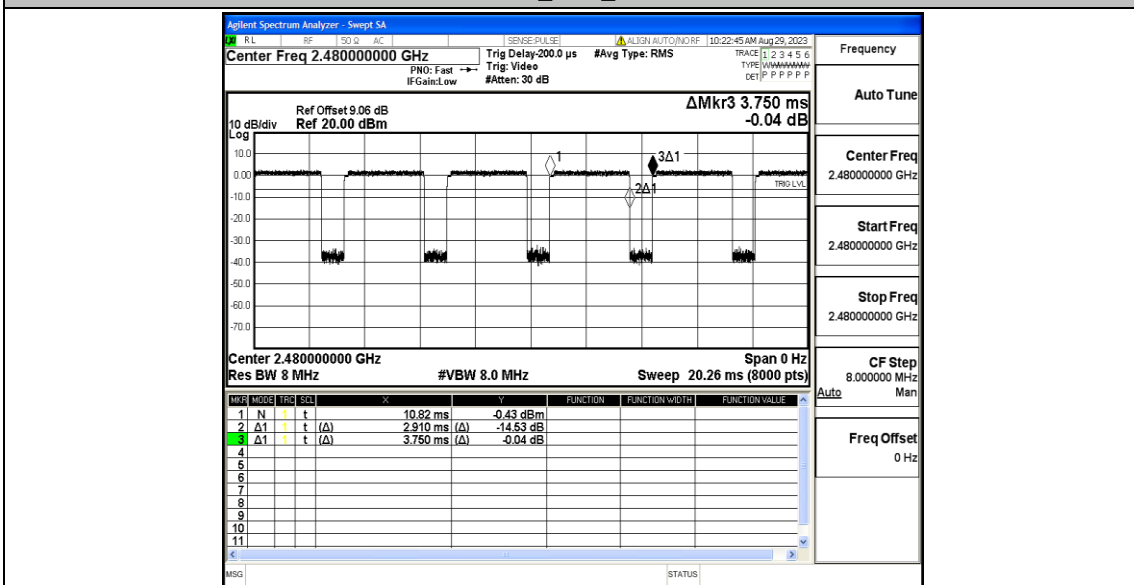 Agilent Spectrum Analyzer - Swept SA
RL RF 50 Ω AC SENSE:PULSE ALIGN AUTO/NO RF 10:22:45 AM Aug 29, 2023
Center Freq 2.480000000 GHz
PNO: Fast
IFGain:Low
Trig Delay-200.0 µs
Trig: Video
#Atten: 30 dB
#Avg Type: RMS
TRACE 1 2 3 4 5 6
TYPE
DET P P P P P P
ΔMkr3 3.750 ms
-0.04 dB
Ref Offset 9.06 dB
10 dB/div Ref 20.00 dBm
Log
10.0
0.00
-10.0
-20.0
-30.0
-40.0
-50.0
-60.0
-70.0
1
3Δ1
2Δ1
TRIG LVL
Center 2.480000000 GHz Span 0 Hz
Res BW 8 MHz #VBW 8.0 MHz Sweep 20.26 ms (8000 pts)
MKR MODE TRC SCL X Y FUNCTION FUNCTION WIDTH FUNCTION VALUE
1 N 1 t 10.82 ms -0.43 dBm
2 Δ1 1 t (Δ) 2.910 ms (Δ) -14.53 dB
3 Δ1 1 t (Δ) 3.750 ms (Δ) -0.04 dB
4
5
6
7
8
9
10
11
MSG STATUS
Frequency
Auto Tune
Center Freq
2.480000000 GHz
Start Freq
2.480000000 GHz
Stop Freq
2.480000000 GHz
CF Step
8.000000 MHz
Auto Man
Freq Offset
0 Hz